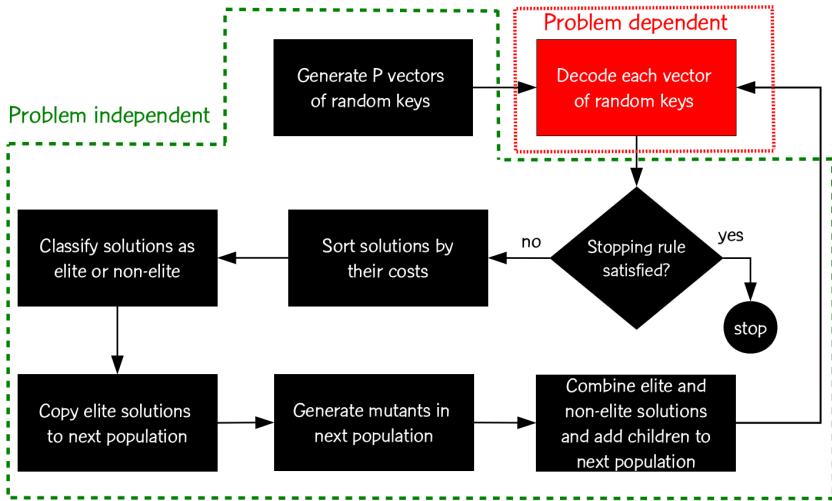 Problem dependent
Generate P vectors
of random keys
Decode each vector
of random keys
Problem independent
Classify solutions as
elite or non-elite
Sort solutions by
their costs
no
Stopping rule
satisfied?
yes
stop
Copy elite solutions
to next population
Generate mutants in
next population
Combine elite and
non-elite solutions
and add children to
next population